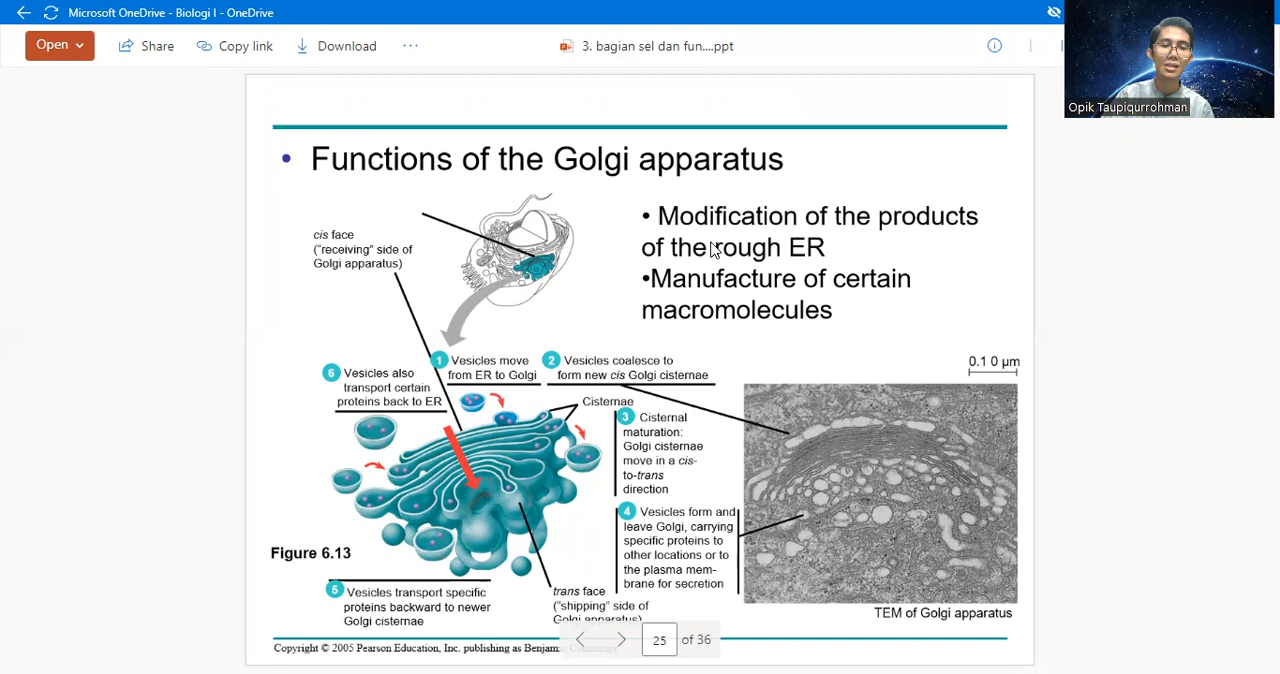 Microsoft OneDrive - Biologi I - OneDrive
Open
Share
Copy link
Download
3. bagian sel dan fun....ppt
Opik Taupiqurrohman
• Functions of the Golgi apparatus
• Modification of the products
of the rough ER
•Manufacture of certain
macromolecules
cis face
("receiving" side of
Golgi apparatus)
1 Vesicles move
from ER to Golgi
2 Vesicles coalesce to
form new cis Golgi cisternae
6 Vesicles also
transport certain
proteins back to ER
Cisternae
3 Cisternal
maturation:
Golgi cisternae
move in a cis-
to-trans
direction
4 Vesicles form and
leave Golgi, carrying
specific proteins to
other locations or to
the plasma mem-
brane for secretion
0.1 0 µm
Figure 6.13
5 Vesicles transport specific
proteins backward to newer
Golgi cisternae
trans face
("shipping" side of
Golgi apparatus)
TEM of Golgi apparatus
25 of 36
Copyright © 2005 Pearson Education, Inc. publishing as Benjamin Cummings